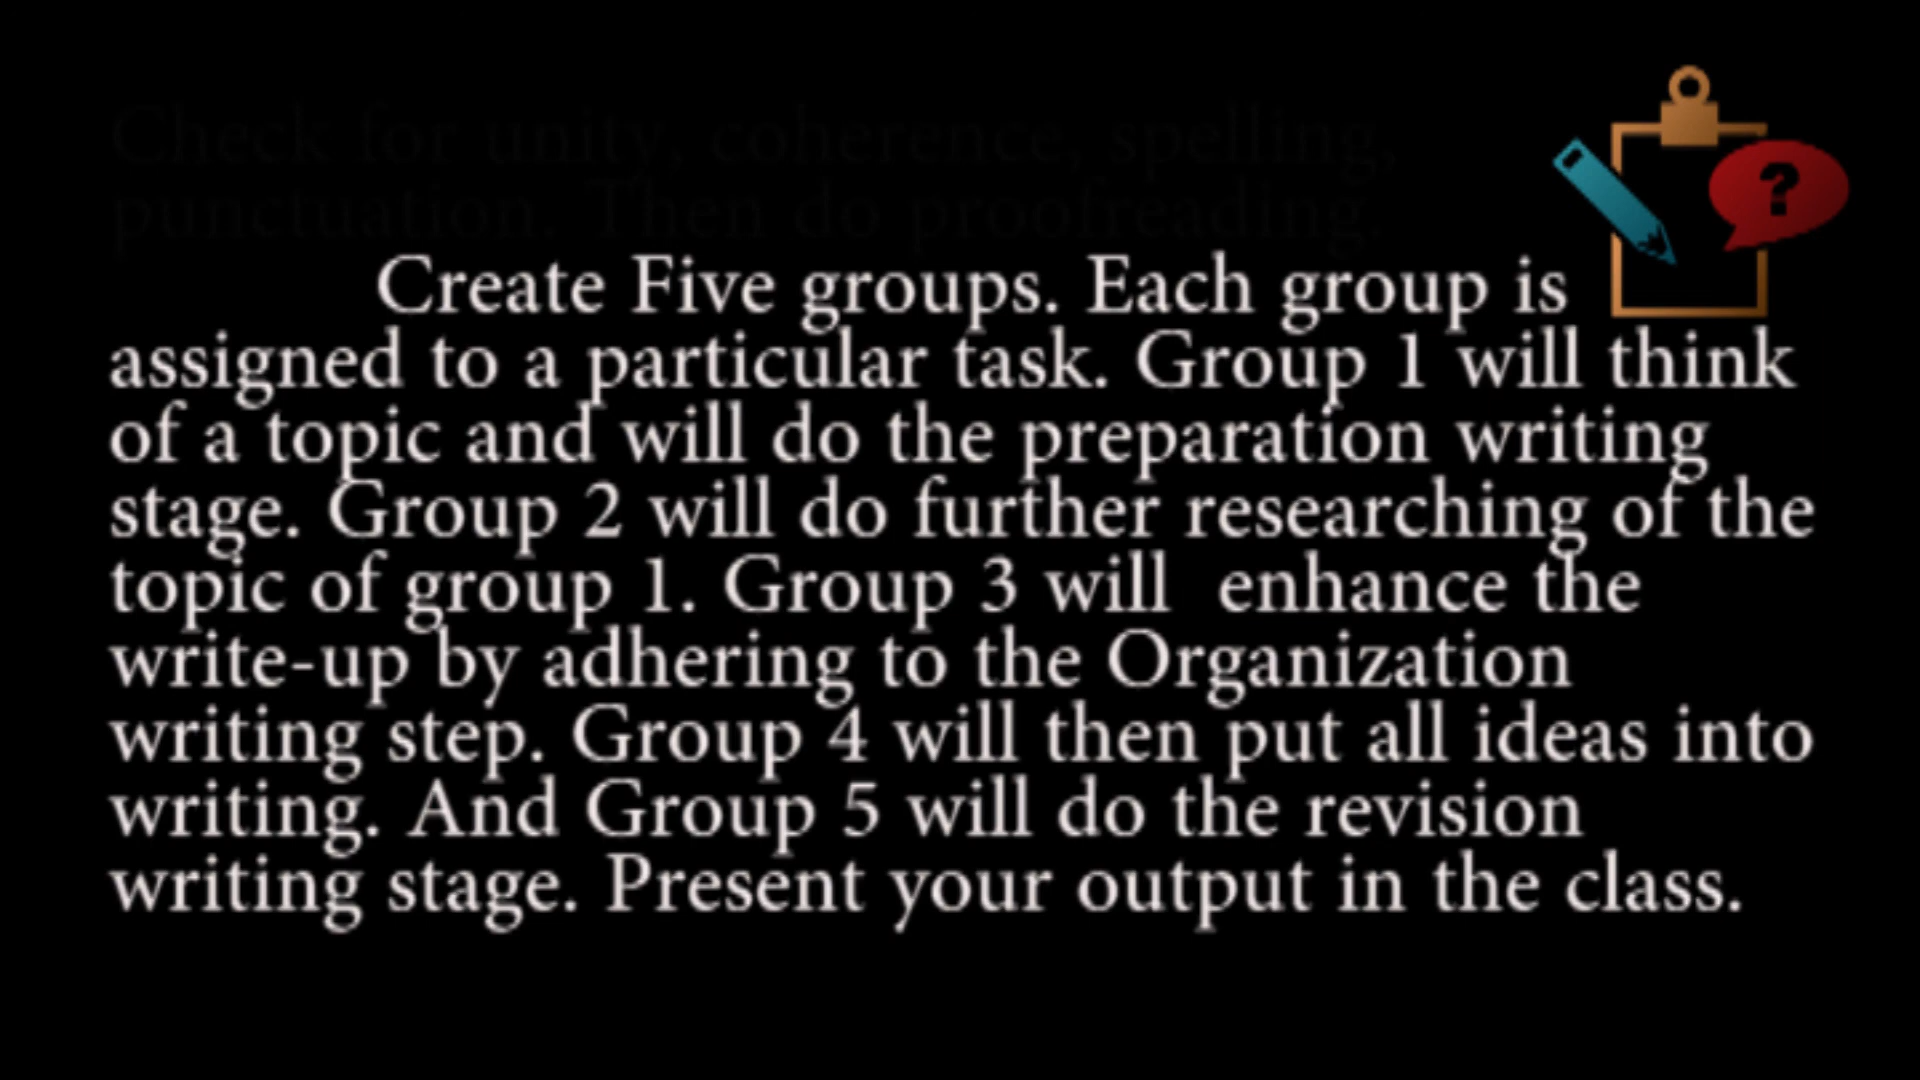 Check for unity, coherence, spelling,
punctuation. Then do proofreading.
Create Five groups. Each group is
assigned to a particular task. Group 1 will think
of a topic and will do the preparation writing
stage. Group 2 will do further researching of the
topic of group 1. Group 3 will  enhance the
write-up by adhering to the Organization
writing step. Group 4 will then put all ideas into
writing. And Group 5 will do the revision
writing stage. Present your output in the class.
?